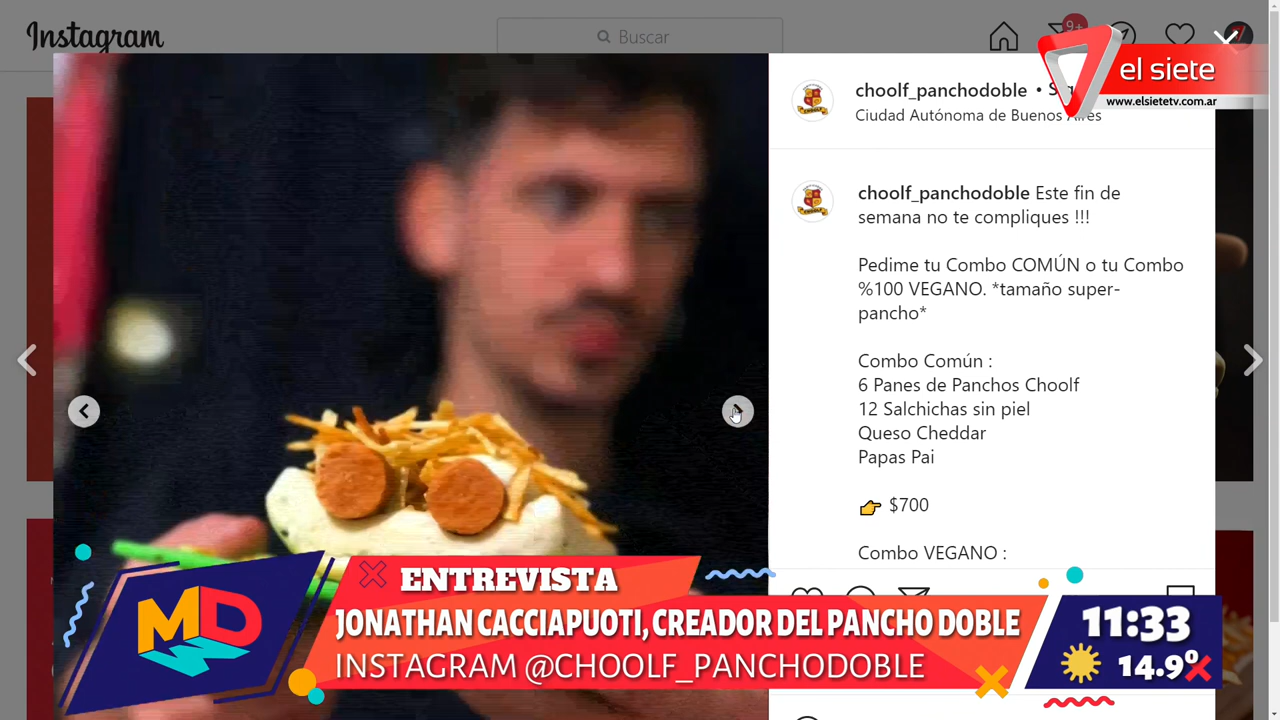 Instagram
Buscar
9+
el siete
www.elsietetv.com.ar
choolf_panchodoble •
Ciudad Autónoma de Buenos Aires
choolf_panchodoble Este fin de
semana no te compliques !!!
Pedime tu Combo COMÚN o tu Combo
%100 VEGANO. *tamaño super-
pancho*
Combo Común :
6 Panes de Panchos Choolf
12 Salchichas sin piel
Queso Cheddar
Papas Pai
👉 $700
Combo VEGANO :
ENTREVISTA
MD
JONATHAN CACCIAPUOTI, CREADOR DEL PANCHO DOBLE
INSTAGRAM @CHOOLF_PANCHODOBLE
11:33
14.9º